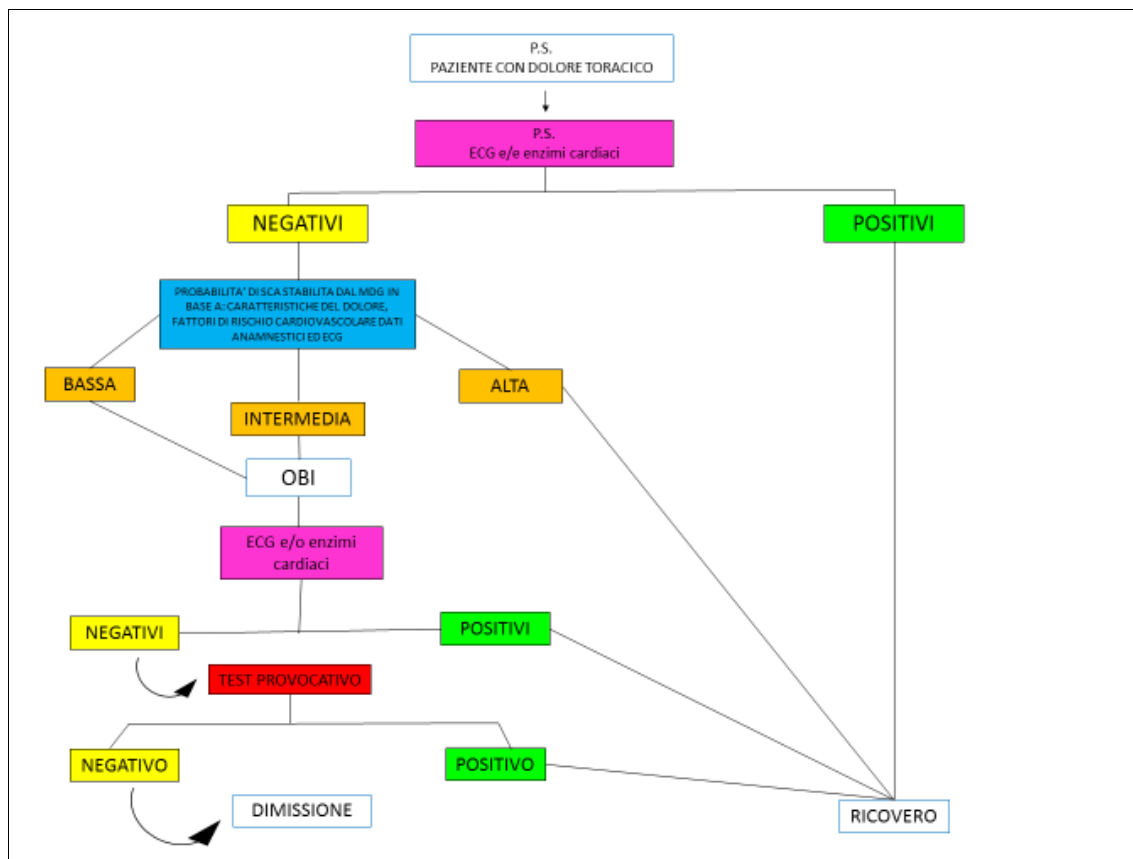 P.S.
PAZIENTE CON DOLORE TORACICO
P.S.
ECG e/e enzimi cardiaci
NEGATIVI
POSITIVI
PROBABILITA' DI SCA STABILITA DAL MDG IN
BASE A: CARATTERISTICHE DEL DOLORE,
FATTORI DI RISCHIO CARDIOVASCOLARE DATI
ANAMNESTICI ED ECG
BASSA
ALTA
INTERMEDIA
OBI
ECG e/o enzimi
cardiaci
NEGATIVI
POSITIVI
TEST PROVOCATIVO
NEGATIVO
POSITIVO
DIMISSIONE
RICOVERO